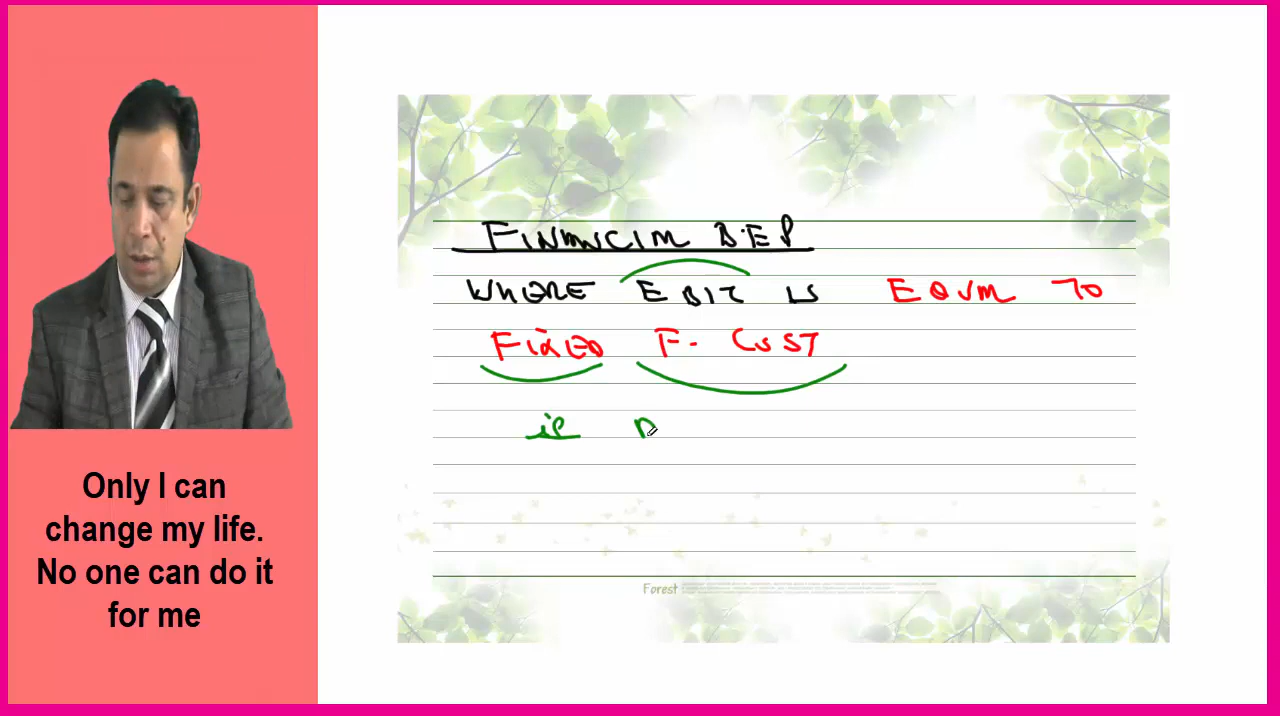 Only I can
change my life.
No one can do it
for me
FINANCIAL B.E.P
WHERE EBIT IS EQUAL TO
FIXED F. COST
ie
Forest